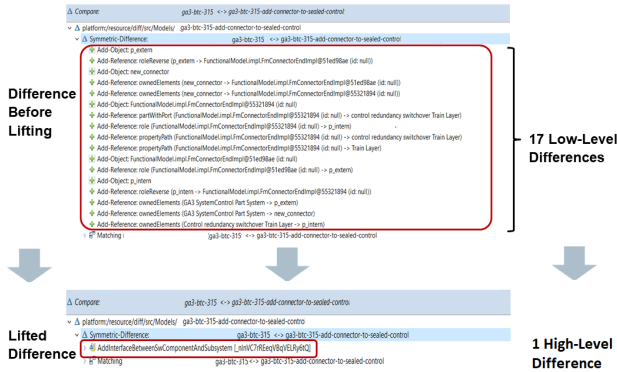 Δ Compare: ga3-btc-315 <-> ga3-btc-315-add-connector-to-sealed-control
Δ platform:/resource/diff/src/Models/ .ga3-btc-315-add-connector-to-sealed-control
Δ Symmetric-Difference: ga3-btc-315 <-> ga3-btc-315-add-connector-to-sealed-control
Add-Object: p_extern
Add-Reference: roleReverse (p_extern -> FunctionalModel.impl.FmConnectorEndImpl@51ed98ae (id: null))
Add-Object: new_connector
Add-Reference: ownedElements (new_connector -> FunctionalModel.impl.FmConnectorEndImpl@51ed98ae (id: null))
Add-Reference: ownedElements (new_connector -> FunctionalModel.impl.FmConnectorEndImpl@55321894 (id: null))
Add-Object: FunctionalModel.impl.FmConnectorEndImpl@55321894 (id: null)
Add-Reference: partWithPort (FunctionalModel.impl.FmConnectorEndImpl@55321894 (id: null) -> control redundancy switchover Train Layer)
Add-Reference: role (FunctionalModel.impl.FmConnectorEndImpl@55321894 (id: null) -> p_intern)
Add-Reference: propertyPath (FunctionalModel.impl.FmConnectorEndImpl@55321894 (id: null) -> control redundancy switchover Train Layer)
Add-Reference: propertyPath (FunctionalModel.impl.FmConnectorEndImpl@55321894 (id: null) -> Train Layer)
Add-Object: FunctionalModel.impl.FmConnectorEndImpl@51ed98ae (id: null)
Add-Reference: role (FunctionalModel.impl.FmConnectorEndImpl@51ed98ae (id: null) -> p_extern)
Add-Object: p_intern
Add-Reference: roleReverse (p_intern -> FunctionalModel.impl.FmConnectorEndImpl@55321894 (id: null))
Add-Reference: ownedElements (GA3 SystemControl Part System -> p_extern)
Add-Reference: ownedElements (GA3 SystemControl Part System -> new_connector)
Add-Reference: ownedElements (Control redundancy switchover Train Layer -> p_intern)
Matching ga3-btc-315 <-> ga3-btc-315-add-connector-to-sealed-control
Difference
Before
Lifting
17 Low-Level
Differences
Δ Compare: ga3-btc-315 <-> ga3-btc-315-add-connector-to-sealed-contro
Δ platform:/resource/diff/src/Models/ ga3-btc-315-add-connector-to-sealed-contro
Δ Symmetric-Difference: ga3-btc-315 <-> ga3-btc-315-add-connector-to-sealed-control
AddInterfaceBetweenSwComponentAndSubsystem
Matching ga3-btc-315 <-> ga3-btc-315-add-connector-to-sealed-control
Lifted
Difference
1 High-Level
Difference